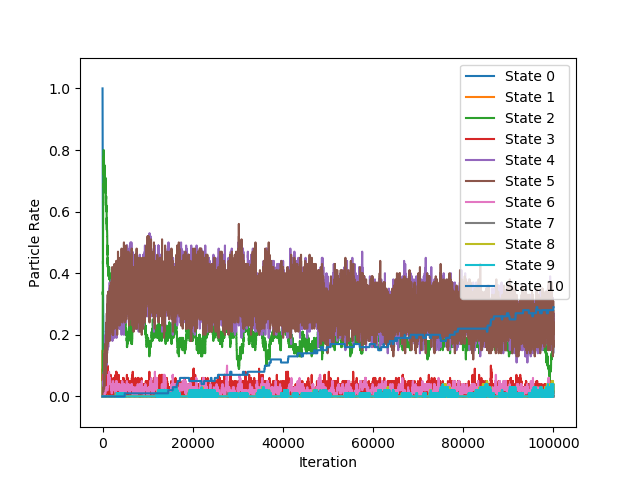 1.0
0.8
0.6
0.4
0.2
0.0
Particle Rate
0 20000 40000 60000 80000 100000
Iteration
State 0
State 1
State 2
State 3
State 4
State 5
State 6
State 7
State 8
State 9
State 10